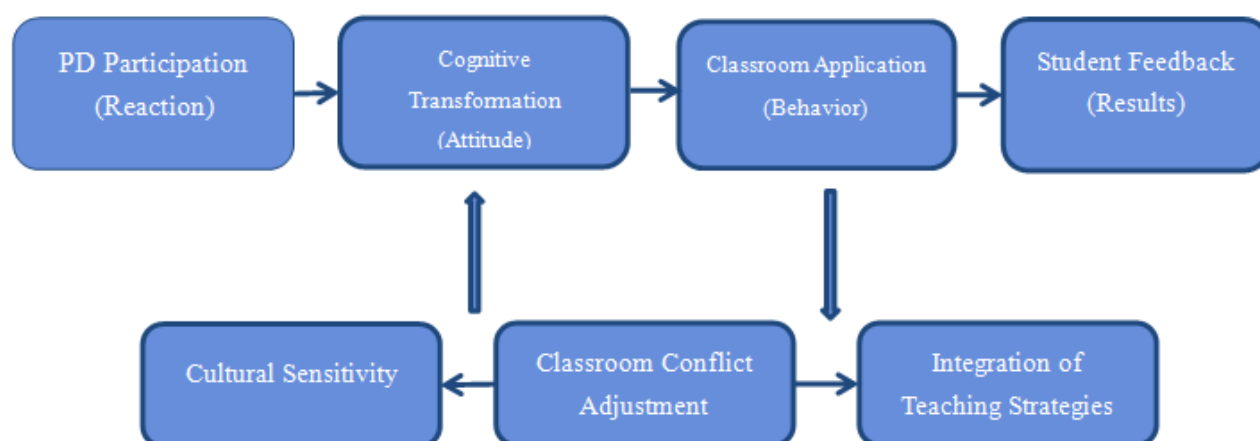 PD Participation
(Reaction)
Cognitive
Transformation
(Attitude)
Classroom Application
(Behavior)
Student Feedback
(Results)
Cultural Sensitivity
Classroom Conflict
Adjustment
Integration of
Teaching Strategies